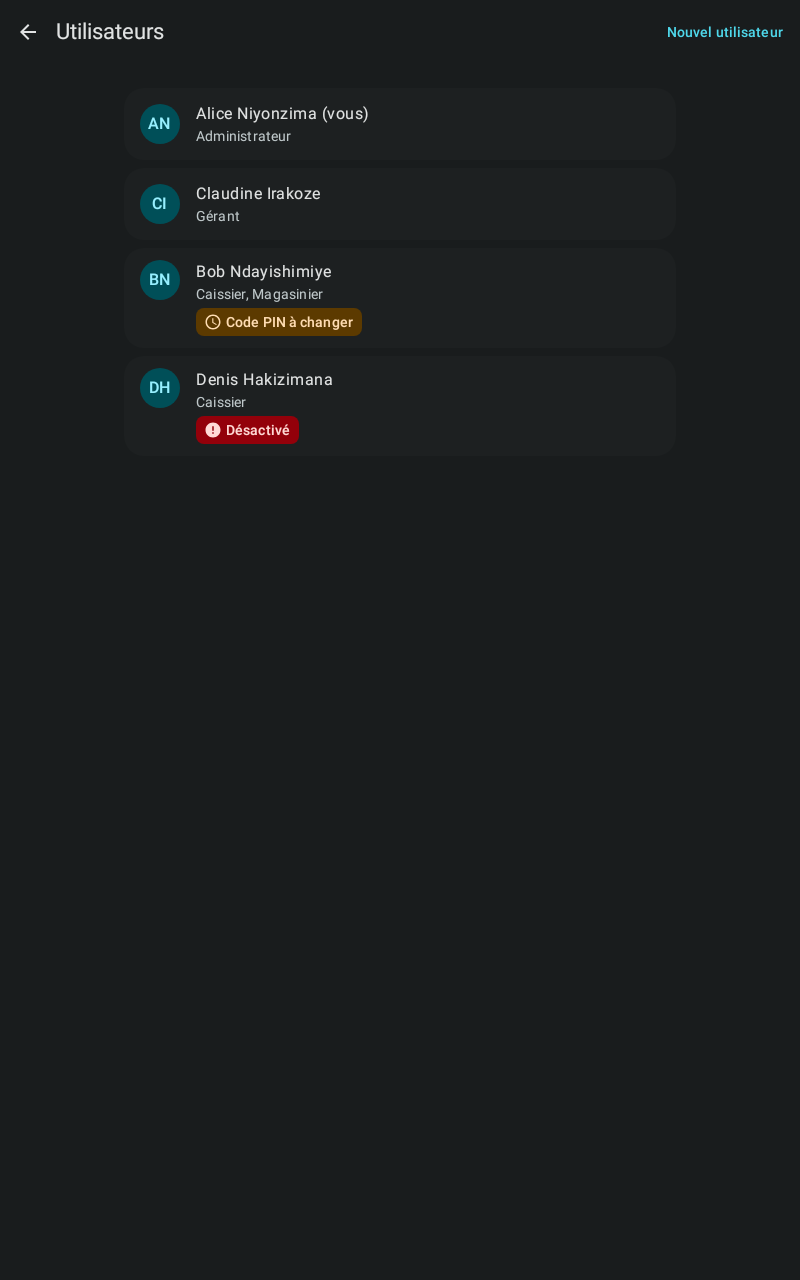 Utilisateurs
Nouvel utilisateur
AN
Alice Niyonzima (vous)
Administrateur
CI
Claudine Irakoze
Gérant
BN
Bob Ndayishimiye
Caissier, Magasinier
Code PIN à changer
DH
Denis Hakizimana
Caissier
Désactivé